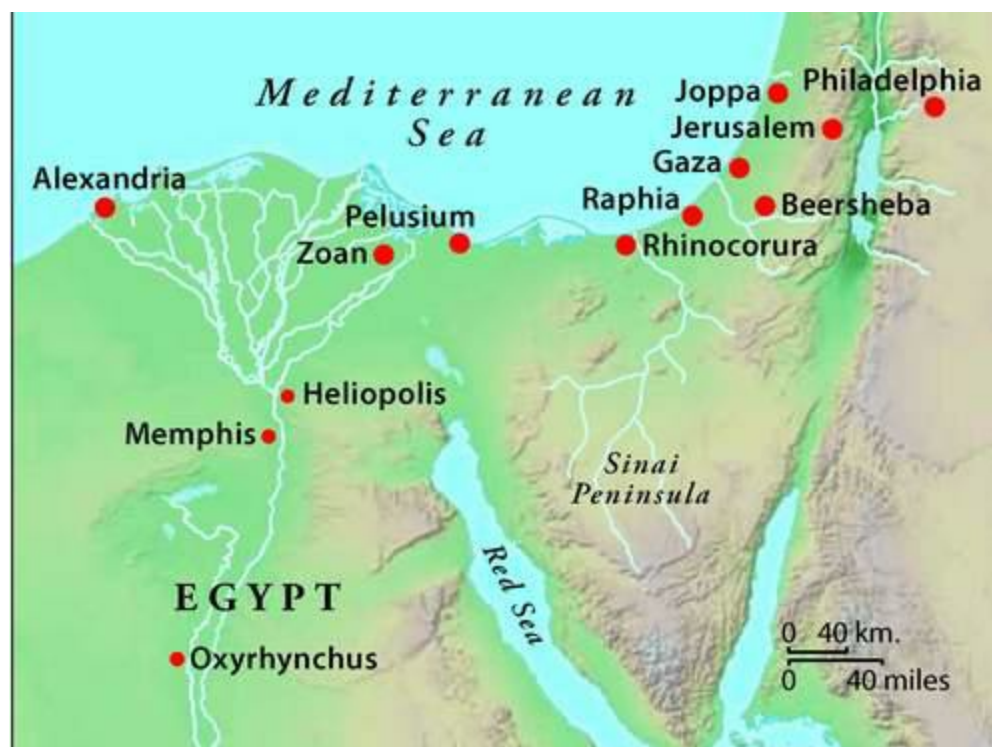 Mediterranean
Sea
Joppa
Philadelphia
Jerusalem
Gaza
Alexandria
Raphia
Beersheba
Pelusium
Zoan
Rhinocorura
Heliopolis
Memphis
Sinai
Peninsula
Red Sea
EGYPT
0 40 km.
Oxyrhynchus
0 40 miles